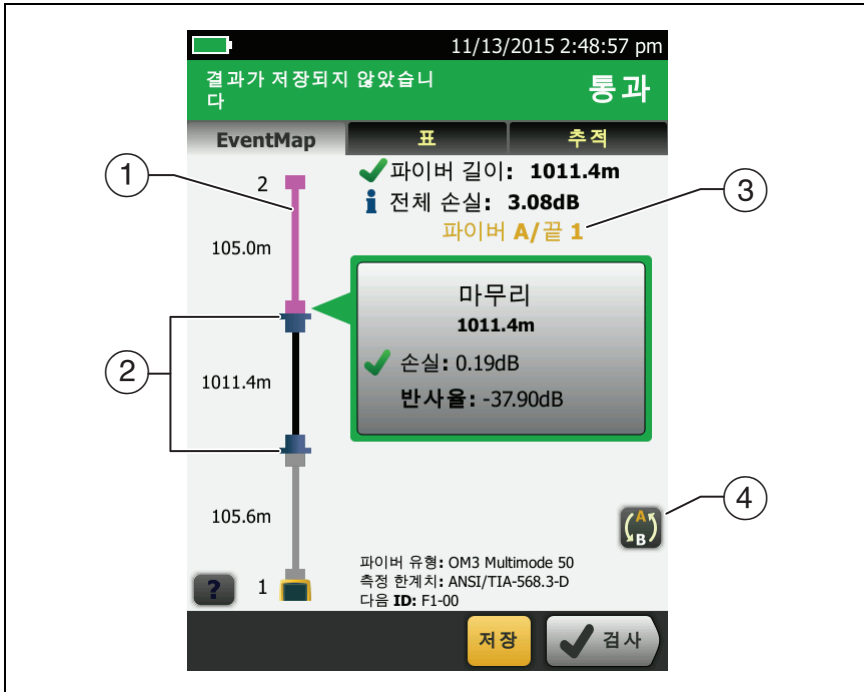 11/13/2015 2:48:57 pm
결과가 저장되지 않았습니
다
통과
EventMap
표
추적
1
2
3
4
2
105.0m
1011.4m
105.6m
1
?
파이버 길이: 1011.4m
i 전체 손실: 3.08dB
파이버 A/끝 1
마무리
1011.4m
손실: 0.19dB
반사율: -37.90dB
A
B
파이버 유형: OM3 Multimode 50
측정 한계치: ANSI/TIA-568.3-D
다음 ID: F1-00
저장
검사